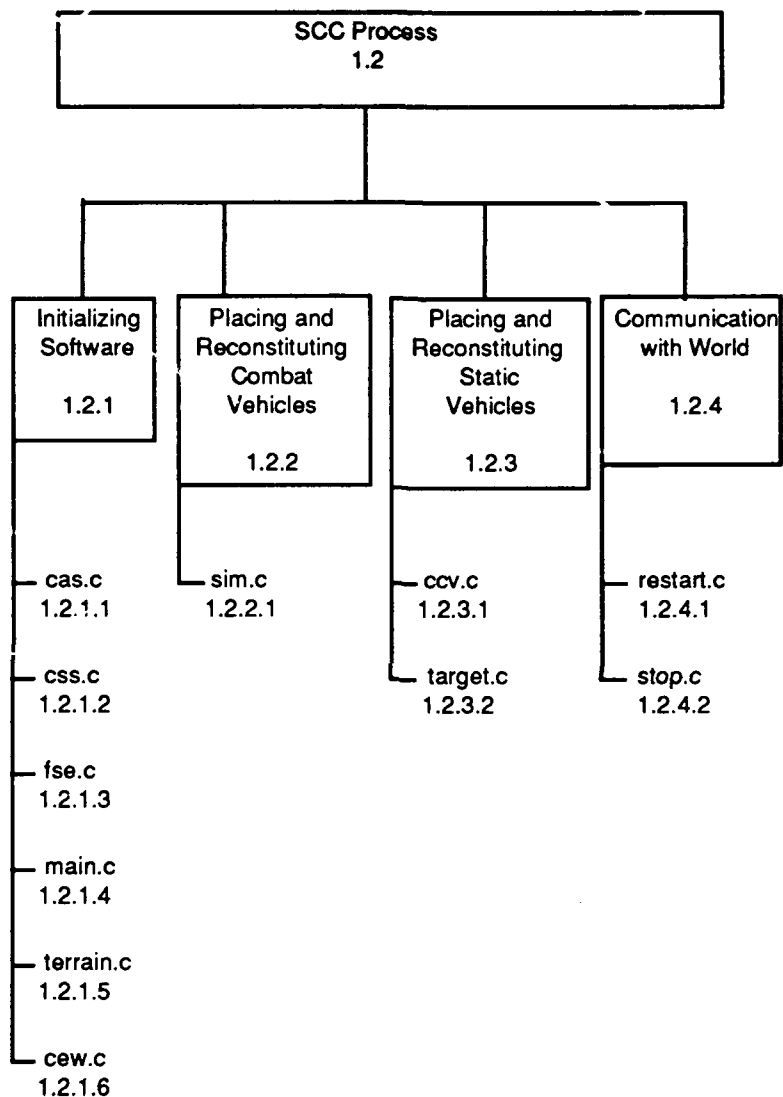 SCC Process
1.2
Initializing
Software
1.2.1
Placing and
Reconstituting
Combat
Vehicles
1.2.2
Placing and
Reconstituting
Static
Vehicles
1.2.3
Communication
with World
1.2.4
cas.c
1.2.1.1
css.c
1.2.1.2
fse.c
1.2.1.3
main.c
1.2.1.4
terrain.c
1.2.1.5
cew.c
1.2.1.6
sim.c
1.2.2.1
ccv.c
1.2.3.1
target.c
1.2.3.2
restart.c
1.2.4.1
stop.c
1.2.4.2